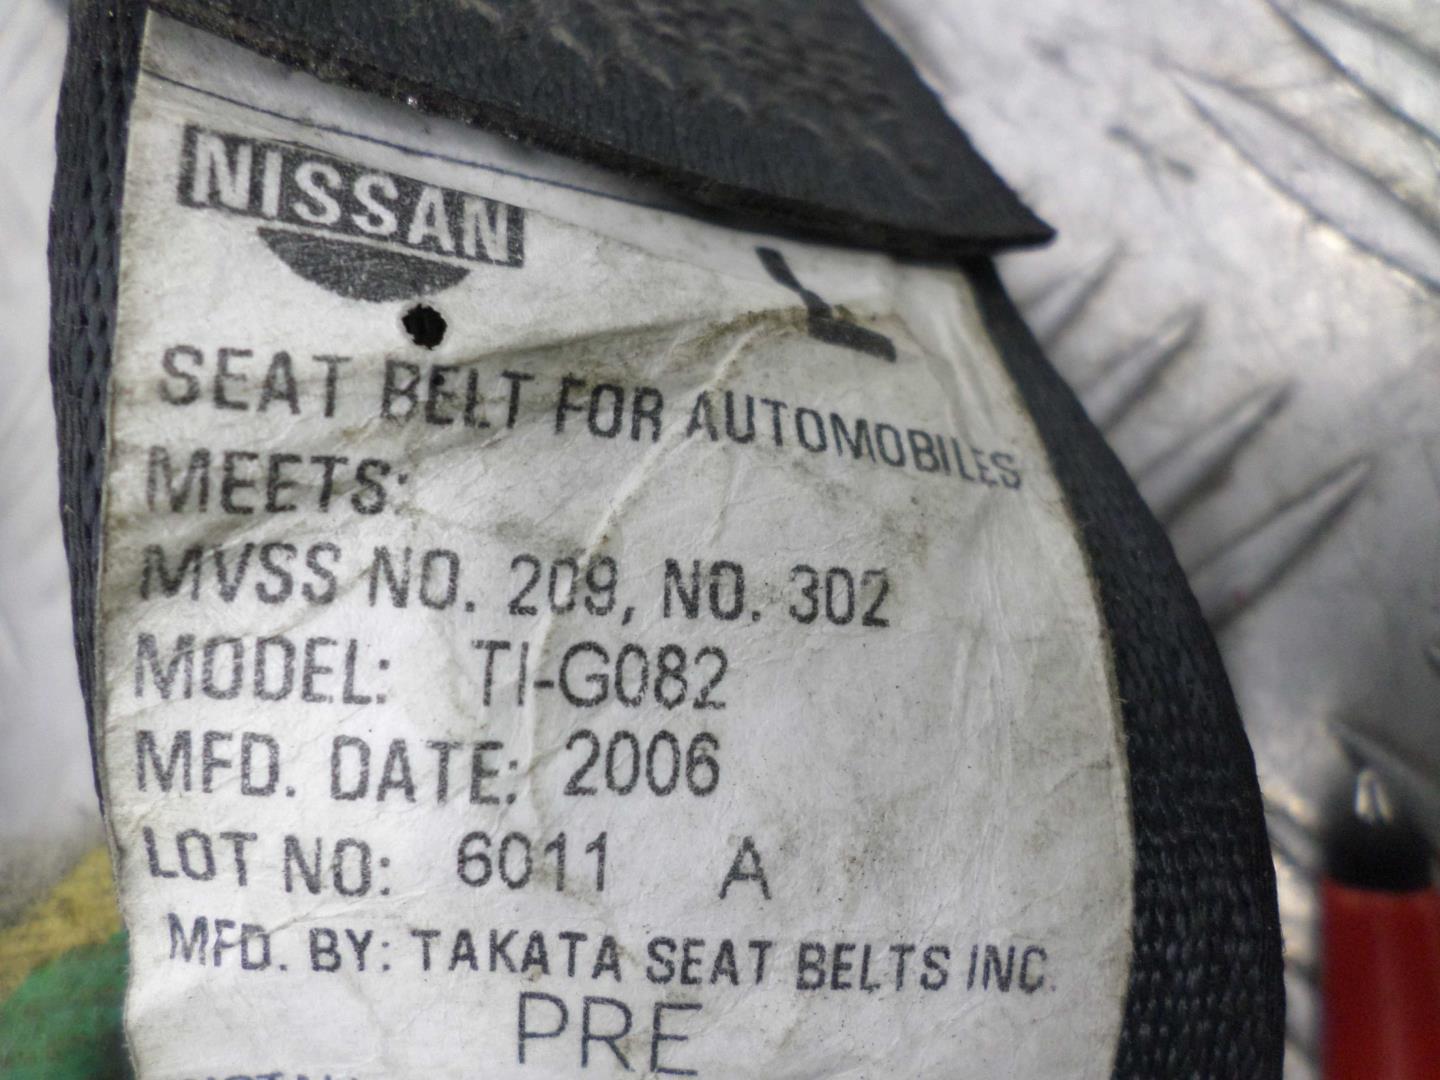 NISSAN
L
SEAT BELT FOR AUTOMOBILES
MEETS:
MVSS NO. 209, NO. 302
MODEL: TI-G082
MFD. DATE: 2006
LOT NO: 6011 A
MFD. BY: TAKATA SEAT BELTS INC.
PRE